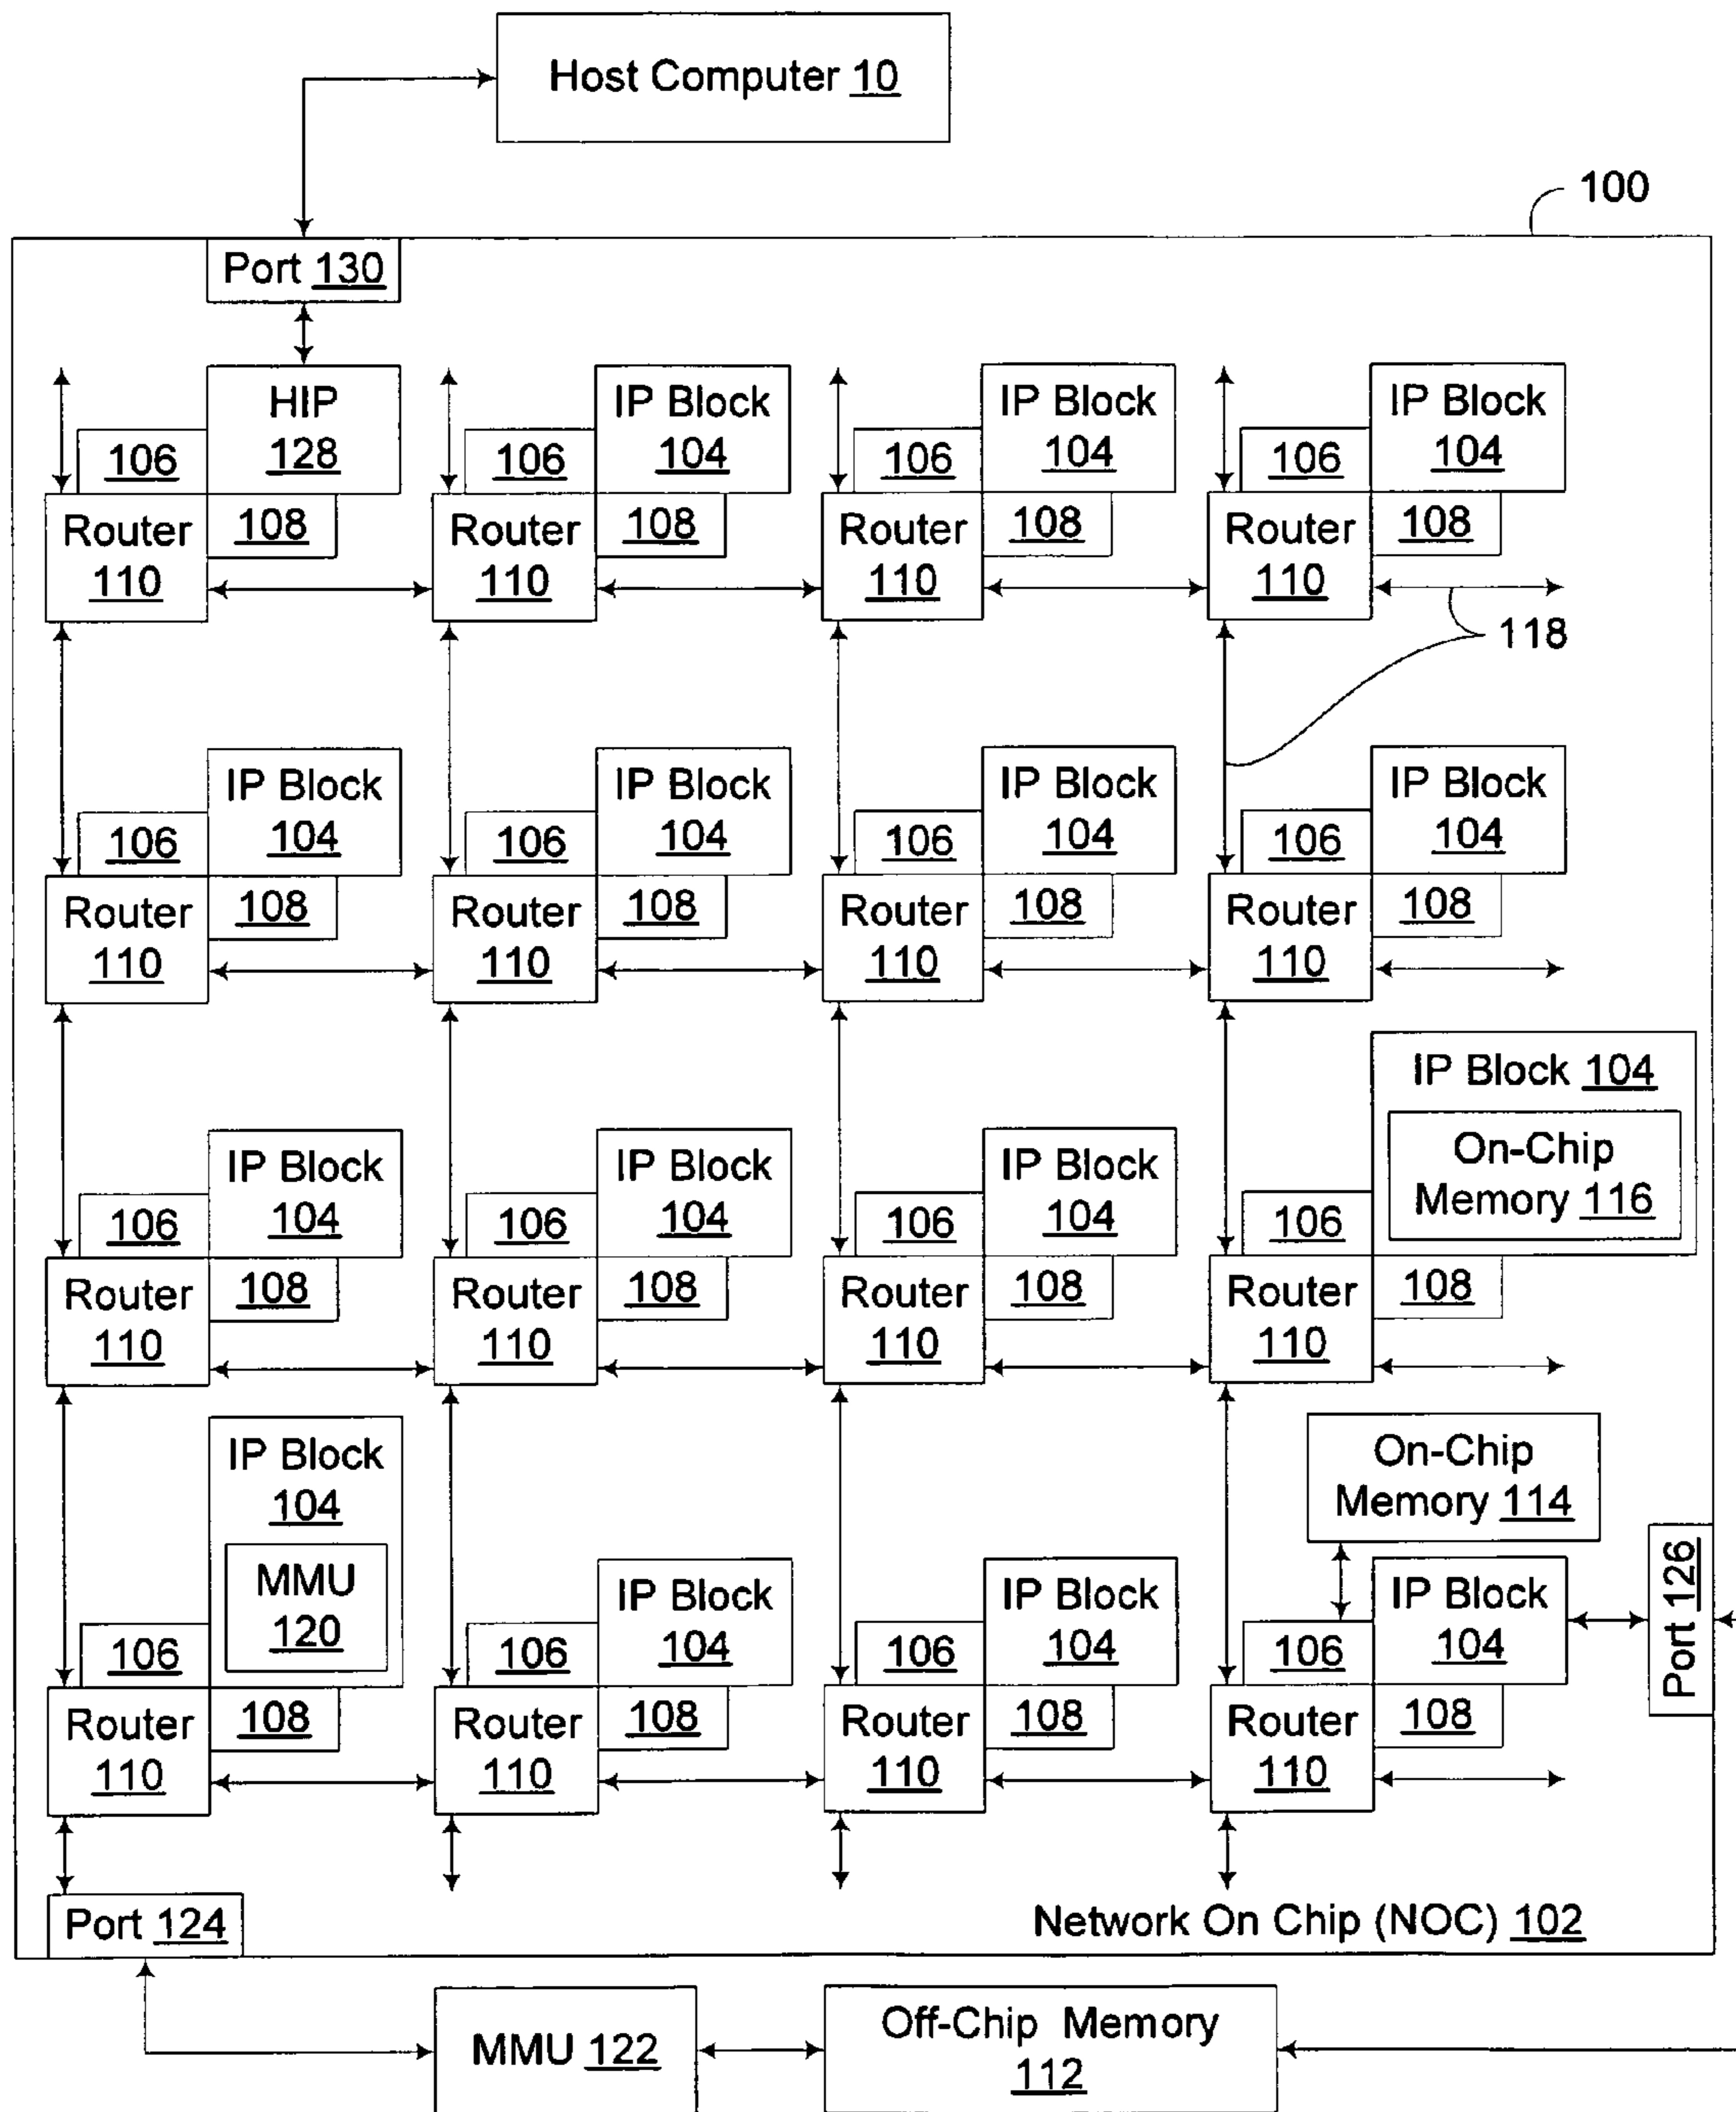 Host Computer 10
100
Port 130
HIP
128
IP Block
104
IP Block
104
IP Block
104
106
106
106
106
Router
110
108
Router
110
108
Router
110
108
Router
110
108
118
IP Block
104
IP Block
104
IP Block
104
IP Block
104
106
106
106
106
Router
110
108
Router
110
108
Router
110
108
Router
110
108
IP Block 104
On-Chip
Memory 116
IP Block
104
IP Block
104
IP Block
104
106
106
106
106
Router
110
108
Router
110
108
Router
110
108
Router
110
108
IP Block
104
MMU
120
On-Chip
Memory 114
IP Block
104
IP Block
104
IP Block
104
Port 126
106
106
106
106
Router
110
108
Router
110
108
Router
110
108
Router
110
108
Port 124
Network On Chip (NOC) 102
MMU 122
Off-Chip Memory
112